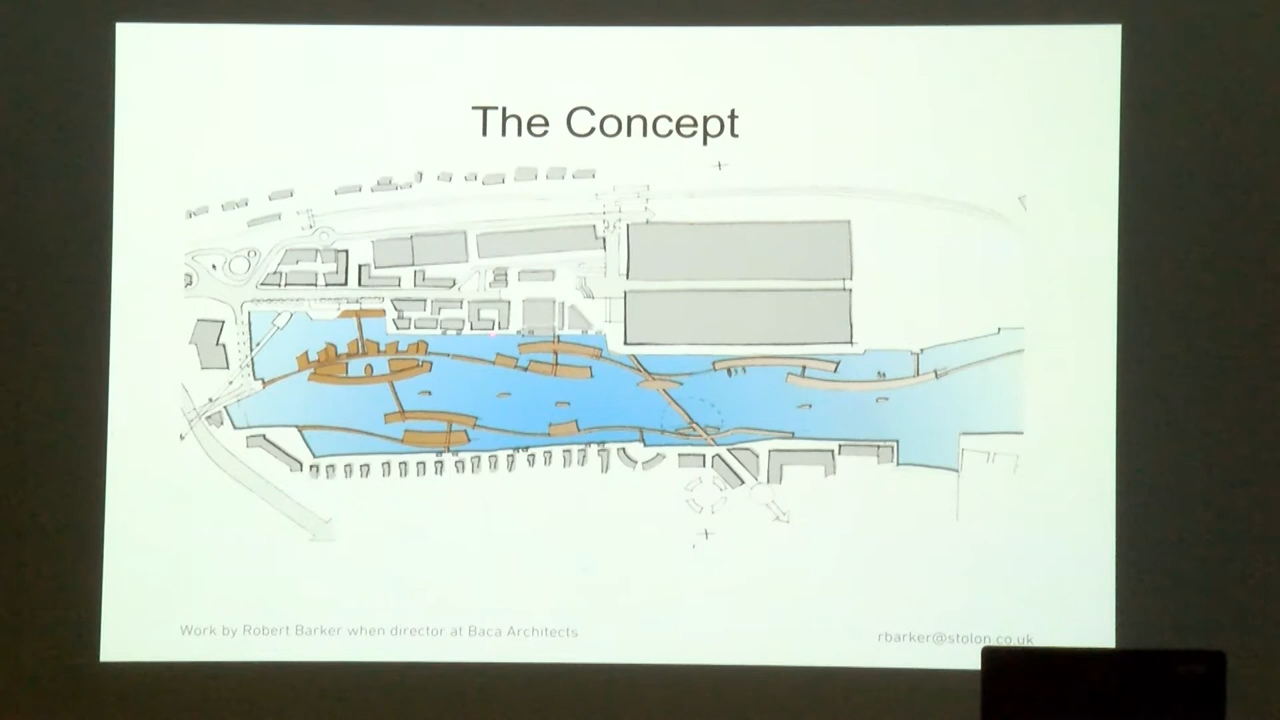 The Concept
Work by Robert Barker when director at Baca Architects
rbarker@stolon.co.uk